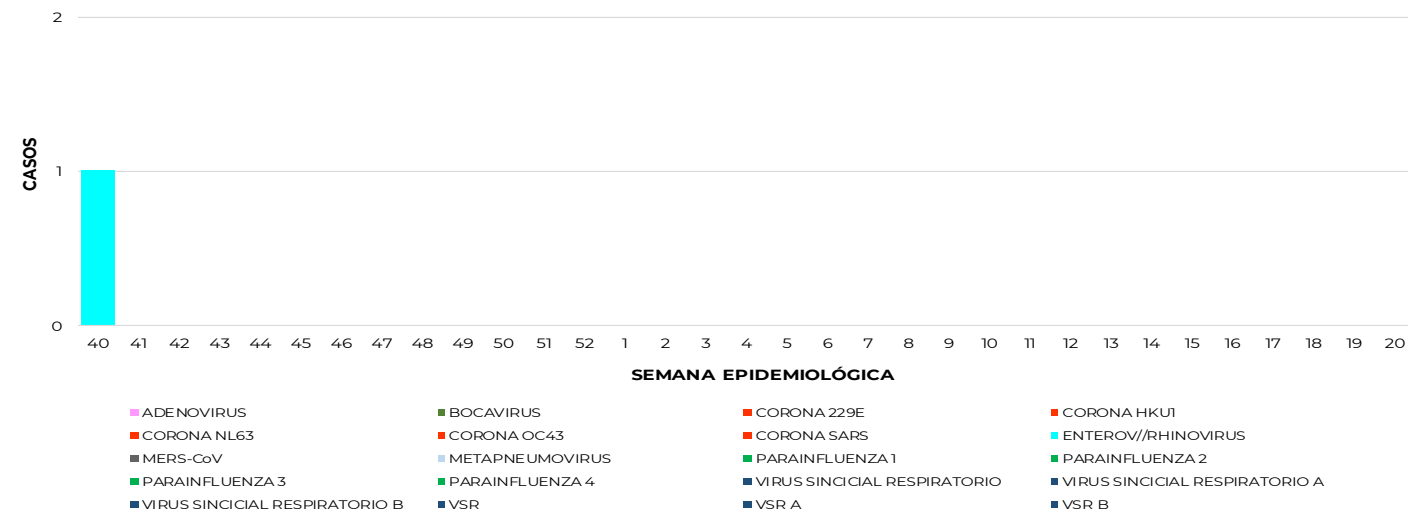 2
CASOS
1
0
40 41 42 43 44 45 46 47 48 49 50 51 52 1 2 3 4 5 6 7 8 9 10 11 12 13 14 15 16 17 18 19 20
SEMANA EPIDEMIOLÓGICA
ADENOVIRUS BOCAVIRUS CORONA 229E CORONA HKU1
CORONA NL63 CORONA OC43 CORONA SARS ENTEROV//RHINOVIRUS
MERS-CoV METAPNEUMOVIRUS PARAINFLUENZA 1 PARAINFLUENZA 2
PARAINFLUENZA 3 PARAINFLUENZA 4 VIRUS SINCICIAL RESPIRATORIO VIRUS SINCICIAL RESPIRATORIO A
VIRUS SINCICIAL RESPIRATORIO B VSR VSR A VSR B